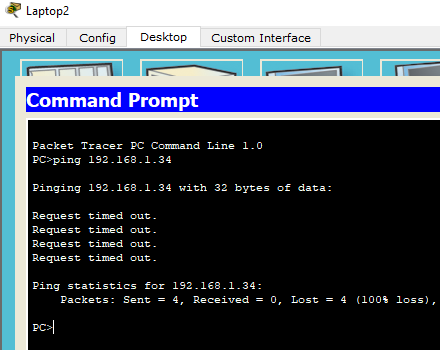 Laptop2
Physical Config Desktop Custom Interface
Command Prompt
Packet Tracer PC Command Line 1.0
PC>ping 192.168.1.34
Pinging 192.168.1.34 with 32 bytes of data:
Request timed out.
Request timed out.
Request timed out.
Request timed out.
Ping statistics for 192.168.1.34:
Packets: Sent = 4, Received = 0, Lost = 4 (100% loss),
PC>